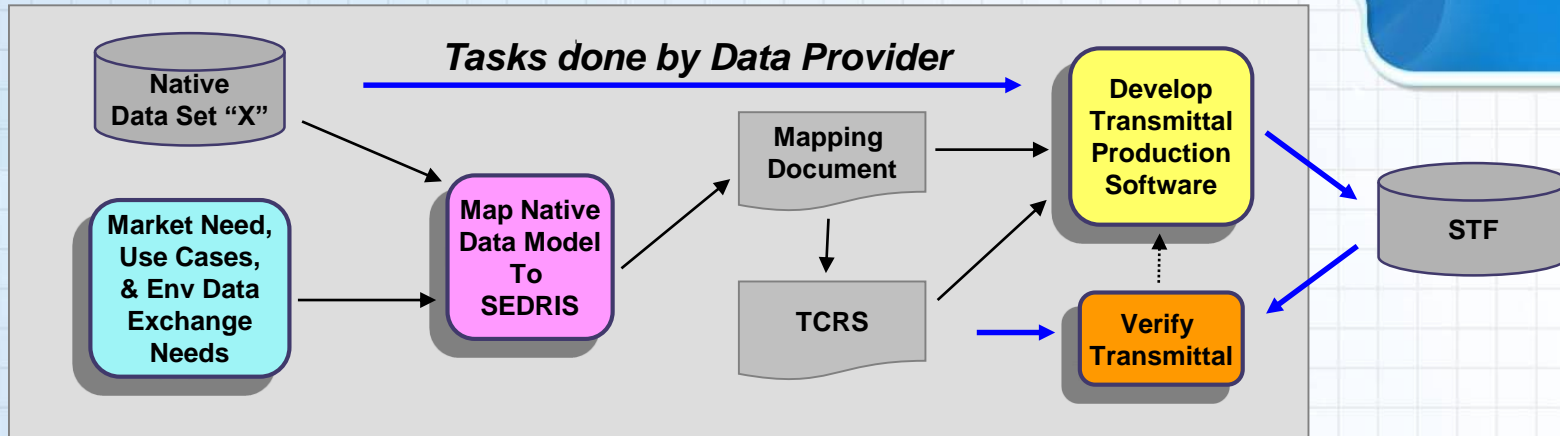 Tasks done by Data Provider
Native
Data Set “X”
Market Need,
Use Cases,
& Env Data
Exchange
Needs
Map Native
Data Model
To
SEDRIS
Mapping
Document
TCRS
Develop
Transmittal
Production
Software
Verify
Transmittal
STF